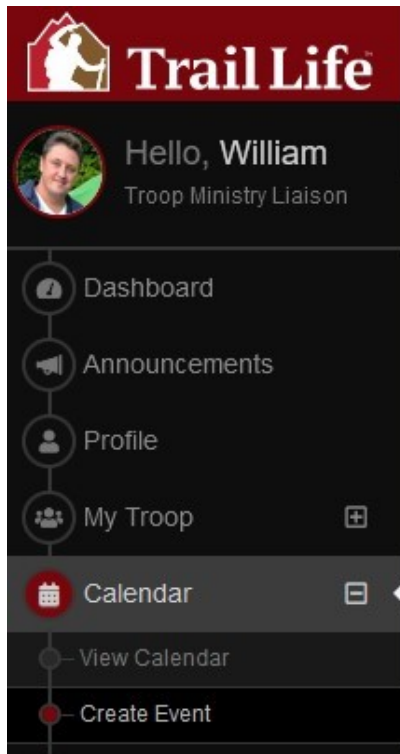 Trail Life
Hello, William
Troop Ministry Liaison
Dashboard
Announcements
Profile
My Troop
Calendar
View Calendar
Create Event